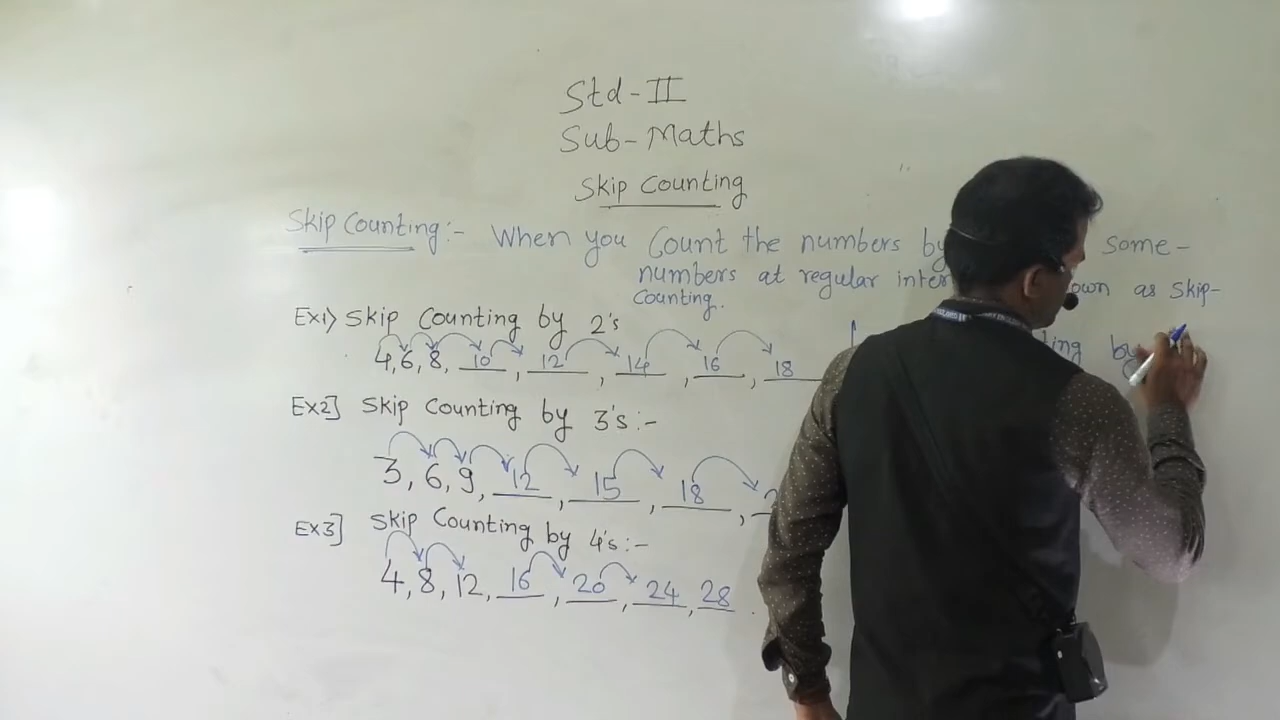 Std-II
Sub-Maths
Skip Counting
Skip Counting:- When you Count the numbers by some-
numbers at regular as Skip-
Counting.
Ex1> Skip Counting by 2's
4, 6, 8, 10, 12, 14, 16, 18
by
Ex2] Skip Counting by 3's:-
3, 6, 9, 12, 15, 18,
Ex3] Skip Counting by 4's:-
4, 8, 12, 16, 20, 24, 28